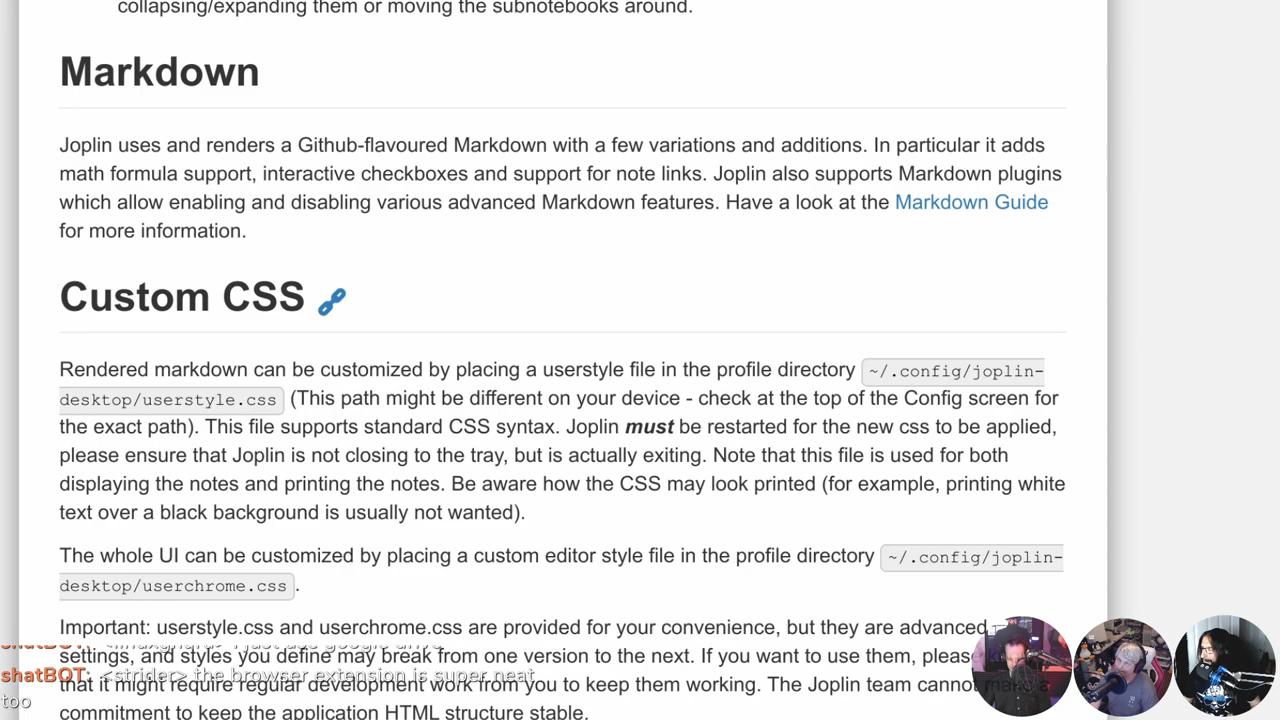 collapsing/expanding them or moving the subnotebooks around.
Markdown
Joplin uses and renders a Github-flavoured Markdown with a few variations and additions. In particular it adds
math formula support, interactive checkboxes and support for note links. Joplin also supports Markdown plugins
which allow enabling and disabling various advanced Markdown features. Have a look at the Markdown Guide
for more information.
Custom CSS
Rendered markdown can be customized by placing a userstyle file in the profile directory ~/.config/joplin-
desktop/userstyle.css (This path might be different on your device - check at the top of the Config screen for
the exact path). This file supports standard CSS syntax. Joplin must be restarted for the new css to be applied,
please ensure that Joplin is not closing to the tray, but is actually exiting. Note that this file is used for both
displaying the notes and printing the notes. Be aware how the CSS may look printed (for example, printing white
text over a black background is usually not wanted).
The whole UI can be customized by placing a custom editor style file in the profile directory ~/.config/joplin-
desktop/userchrome.css.
Important: userstyle.css and userchrome.css are provided for your convenience, but they are advanced
settings, and styles you define may break from one version to the next. If you want to use them, pleas
shatBOT: <strider> the browser extension is super neat
too
that it might require regular development work from you to keep them working. The Joplin team cannot make a
commitment to keep the application HTML structure stable.